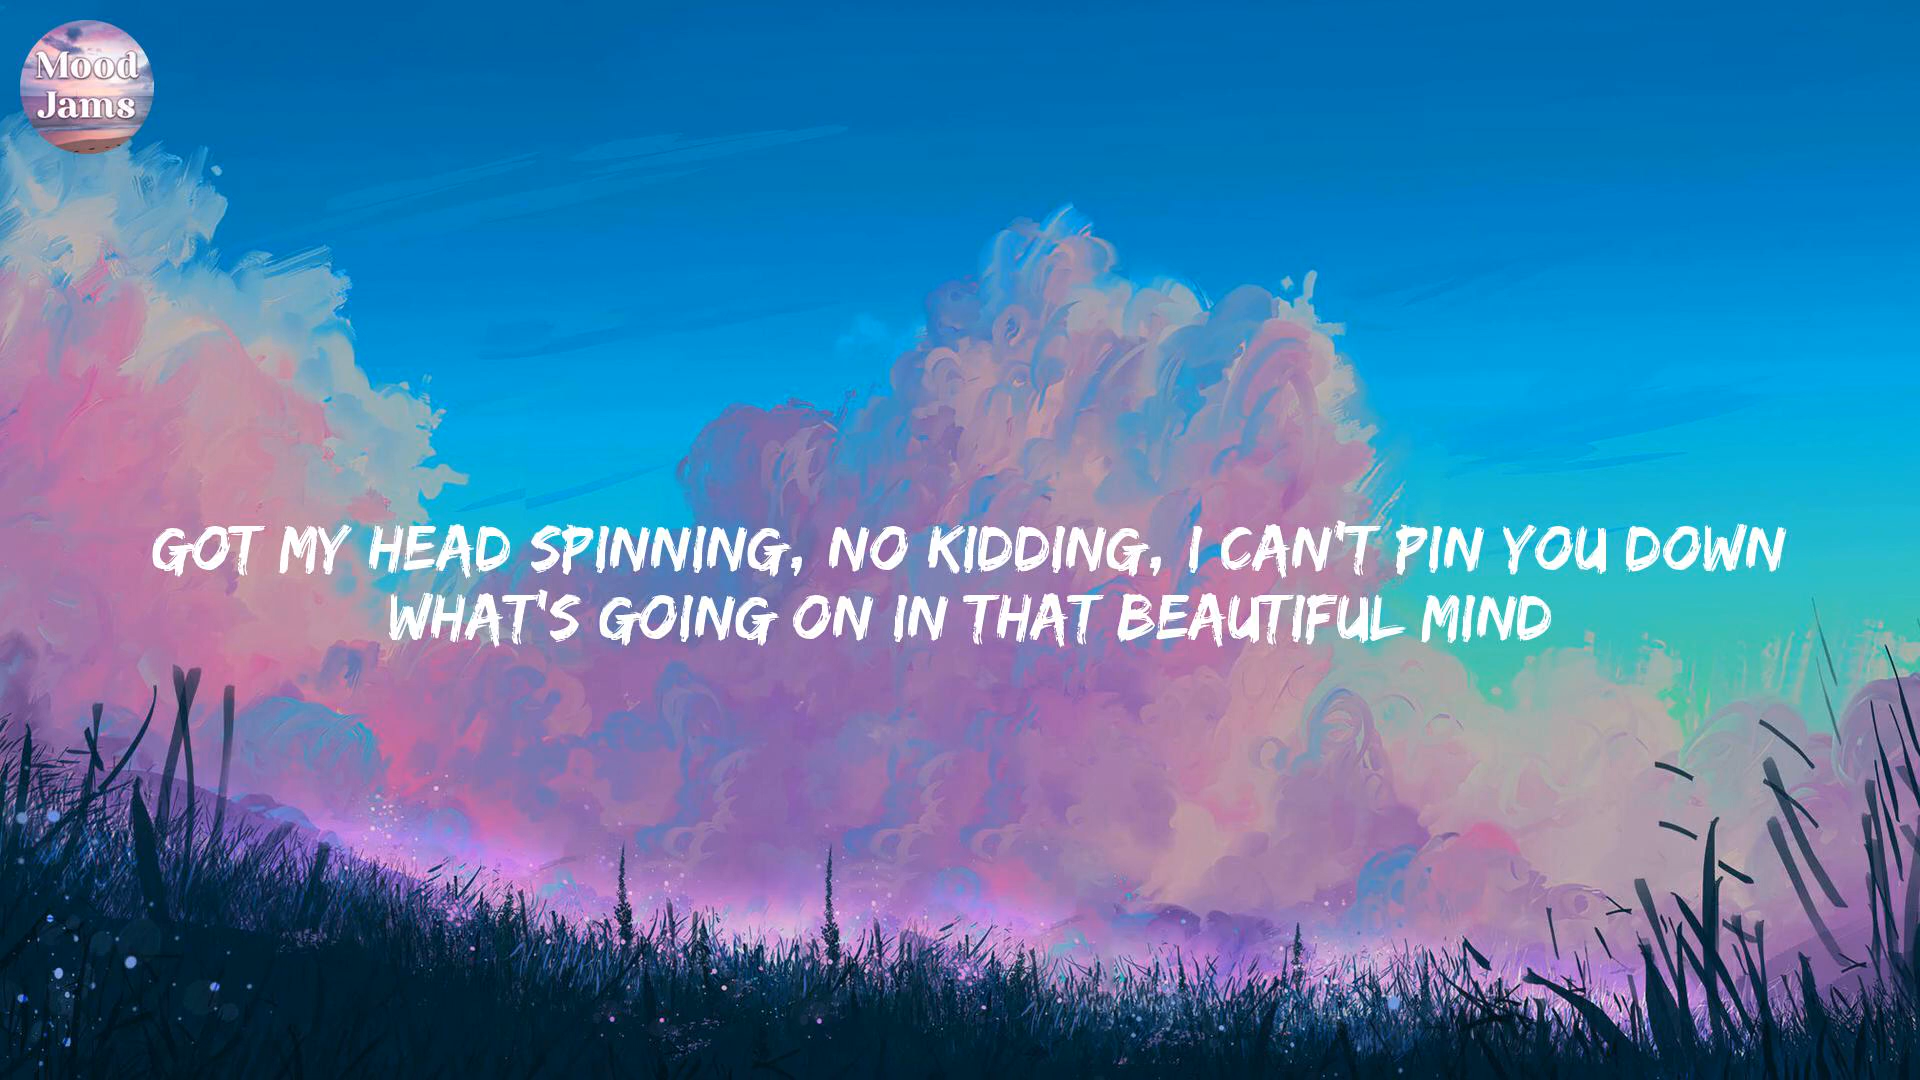 Mood
Jams
GOT MY HEAD SPINNING, NO KIDDING, I CAN'T PIN YOU DOWN
WHAT'S GOING ON IN THAT BEAUTIFUL MIND